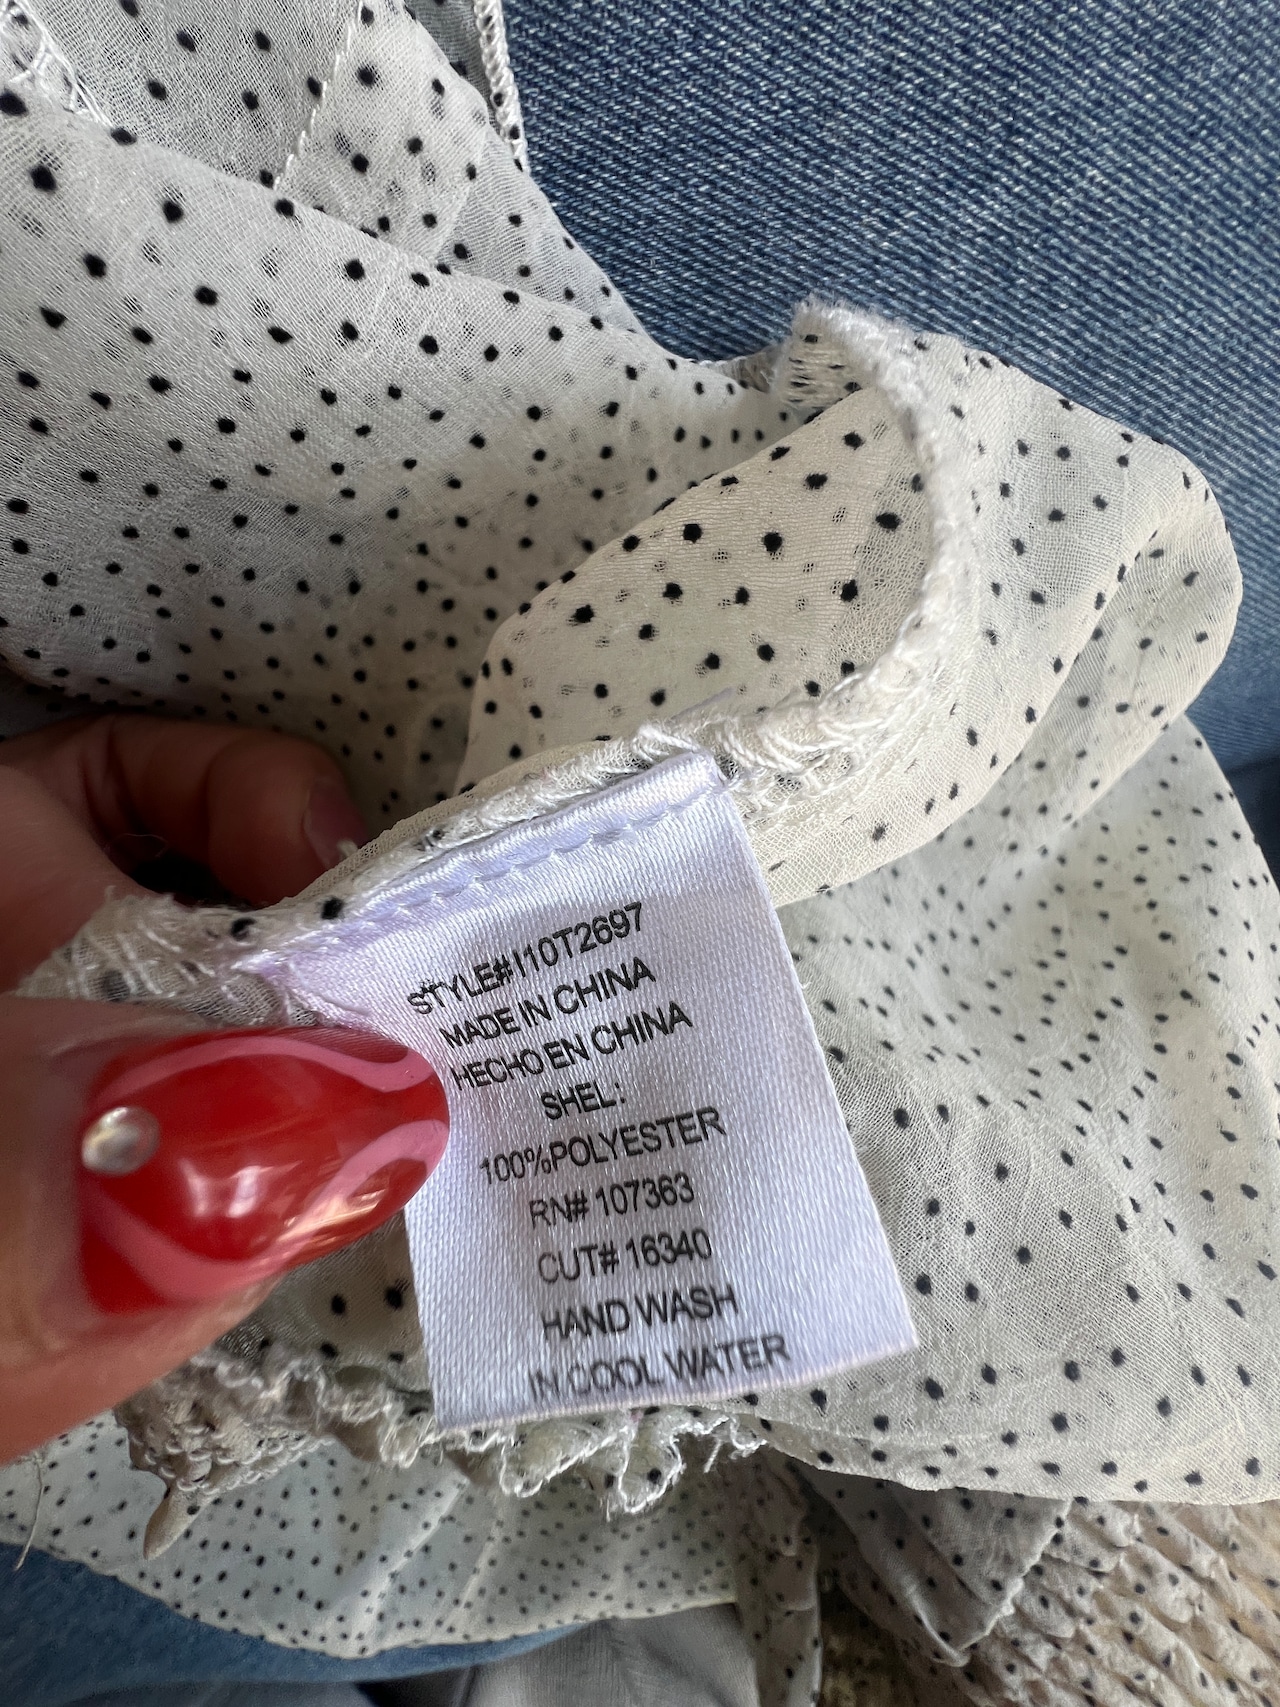 STYLE#I10T2697
MADE IN CHINA
HECHO EN CHINA
SHEL:
100%POLYESTER
RN# 107363
CUT# 16340
HAND WASH
IN COOL WATER